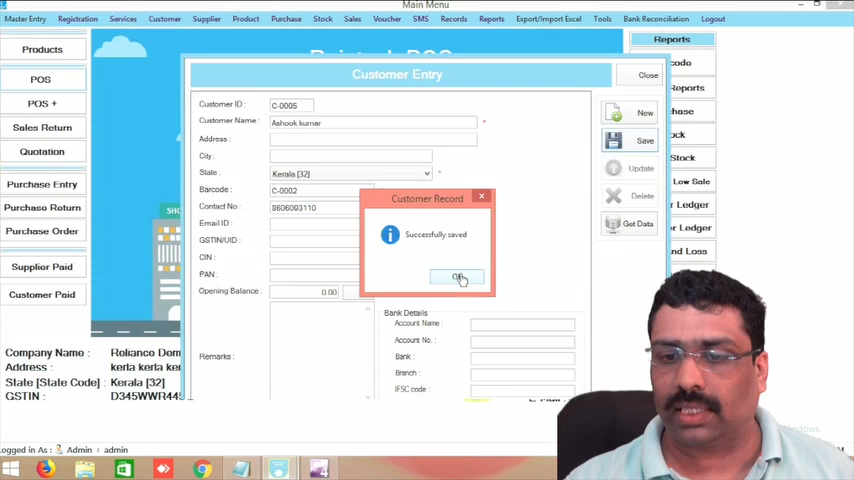 Main Menu
Master Entry Registration Services Customer Supplier Product Purchase Stock Sales Voucher SMS Records Reports Export/Import Excel Tools Bank Reconciliation Logout
Products
POS
POS +
Sales Return
Quotation
Purchase Entry
Purchase Return
Purchase Order
Supplier Paid
Customer Paid
Reports
Low Sale
Customer Entry
Close
Customer ID : C-0005
Customer Name : Ashook kumar *
Address :
City :
State : Kerala [32] *
Barcode : C-0002
Contact No : 8606093110
Email ID :
GSTIN/UID :
CIN :
PAN :
Opening Balance : 0.00
Remarks :
New
Save
Update
Delete
Get Data
Customer Record
Successfully saved
Bank Details
Account Name :
Account No. :
Bank :
Branch :
IFSC code :
Company Name : Reliance Dom
Address : kerla kerla
State [State Code] : Kerala [32]
GSTIN : D345WWR445
Logged in As : Admin : admin